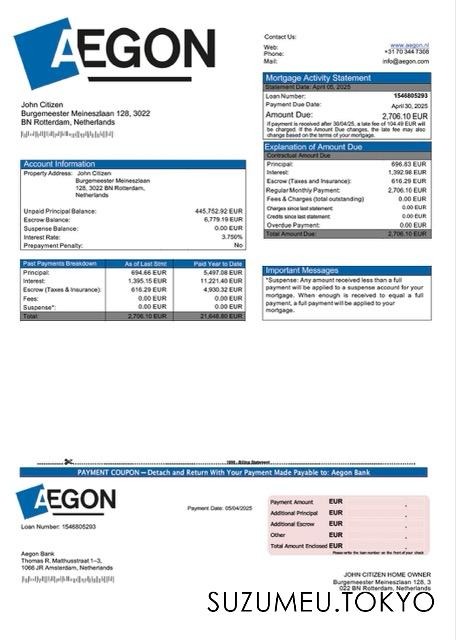 AEGON
Contact Us:
Web: www.aegon.nl
Phone: +31 70 344 7308
Mail: info@aegon.com
John Citizen
Burgemeester Meineszlaan 128, 3022
BN Rotterdam, Netherlands
Mortgage Activity Statement
Statement Date: April 05, 2025
Loan Number: 1546805293
Payment Due Date: April 30, 2025
Amount Due: 2,706.10 EUR
If payment is received after 30/04/25, a late fee of 104.49 EUR will
be charged. If the Amount Due changes, the late fee may also
change based on the terms of your mortgage.
Explanation of Amount Due
Contractual Amount Due
Principal: 696.83 EUR
Interest: 1,392.98 EUR
Escrow (Taxes and Insurance): 616.29 EUR
Regular Monthly Payment: 2,706.10 EUR
Fees & Charges (total outstanding) 0.00 EUR
Charges since last statement: 0.00 EUR
Credits since last statement: 0.00 EUR
Overdue Payment: 0.00 EUR
Total Amount Due: 2,706.10 EUR
Account Information
Property Address: John Citizen
Burgemeester Meineszlaan
128, 3022 BN Rotterdam,
Netherlands
Unpaid Principal Balance: 445,752.92 EUR
Escrow Balance: 6,779.19 EUR
Suspense Balance: 0.00 EUR
Interest Rate: 3.750%
Prepayment Penalty: No
Past Payments Breakdown As of Last Stmt Paid Year to Date
Principal: 694.66 EUR 5,497.08 EUR
Interest: 1,395.15 EUR 11,221.40 EUR
Escrow (Taxes & Insurance): 616.29 EUR 4,930.32 EUR
Fees: 0.00 EUR 0.00 EUR
Suspense*: 0.00 EUR 0.00 EUR
Total: 2,706.10 EUR 21,648.80 EUR
Important Messages
*Suspense: Any amount received less than a full
payment will be applied to a suspense account for your
mortgage. When enough is received to equal a full
payment, a full payment will be applied to your
mortgage.
Billing Statement
PAYMENT COUPON – Detach and Return With Your Payment Made Payable to: Aegon Bank
AEGON
Loan Number: 1546805293
Payment Date: 05/04/2025
Payment Amount EUR
Additional Principal EUR
Additional Escrow EUR
Other EUR
Total Amount Enclosed EUR
Please write the loan number on the front of your check
Aegon Bank
Thomas R. Malthusstraat 1–3,
1066 JR Amsterdam, Netherlands
JOHN CITIZEN HOME OWNER
Burgemeester Meineszlaan 128, 3
022 BN Rotterdam, Netherlands
SUZUMEU.TOKYO